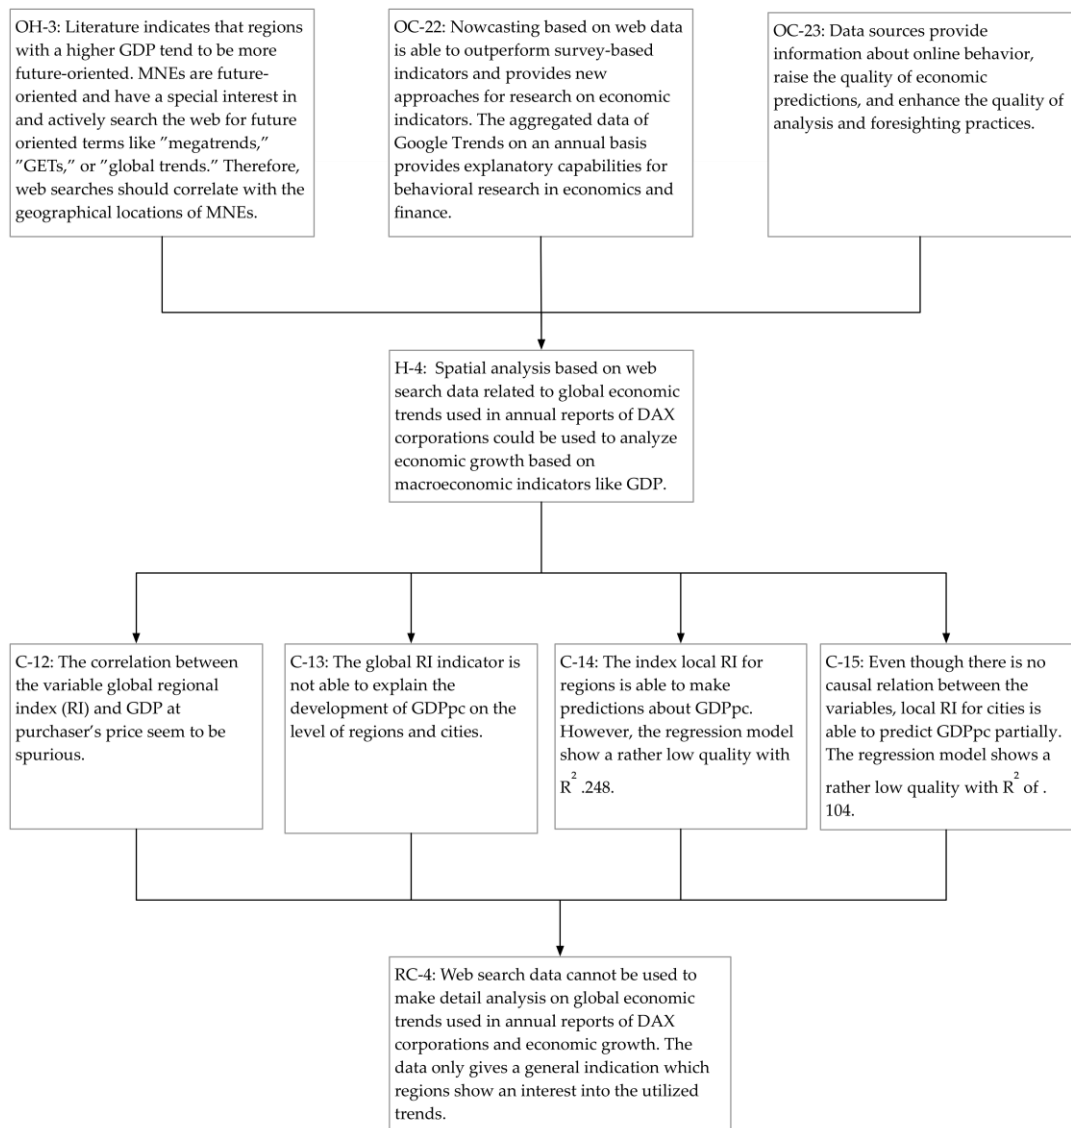 OH-3: Literature indicates that regions
with a higher GDP tend to be more
future-oriented. MNEs are future-
oriented and have a special interest in
and actively search the web for future
oriented terms like ”megatrends,”
”GETs,” or ”global trends.” Therefore,
web searches should correlate with the
geographical locations of MNEs.
OC-22: Nowcasting based on web data
is able to outperform survey-based
indicators and provides new
approaches for research on economic
indicators. The aggregated data of
Google Trends on an annual basis
provides explanatory capabilities for
behavioral research in economics and
finance.
OC-23: Data sources provide
information about online behavior,
raise the quality of economic
predictions, and enhance the quality of
analysis and foresighting practices.
H-4: Spatial analysis based on web
search data related to global economic
trends used in annual reports of DAX
corporations could be used to analyze
economic growth based on
macroeconomic indicators like GDP.
C-12: The correlation between
the variable global regional
index (RI) and GDP at
purchaser’s price seem to be
spurious.
C-13: The global RI indicator is
not able to explain the
development of GDPpc on the
level of regions and cities.
C-14: The index local RI for
regions is able to make
predictions about GDPpc.
However, the regression model
show a rather low quality with
R² .248.
C-15: Even though there is no
causal relation between the
variables, local RI for cities is
able to predict GDPpc partially.
The regression model shows a
rather low quality with R² of .
104.
RC-4: Web search data cannot be used to
make detail analysis on global economic
trends used in annual reports of DAX
corporations and economic growth. The
data only gives a general indication which
regions show an interest into the utilized
trends.